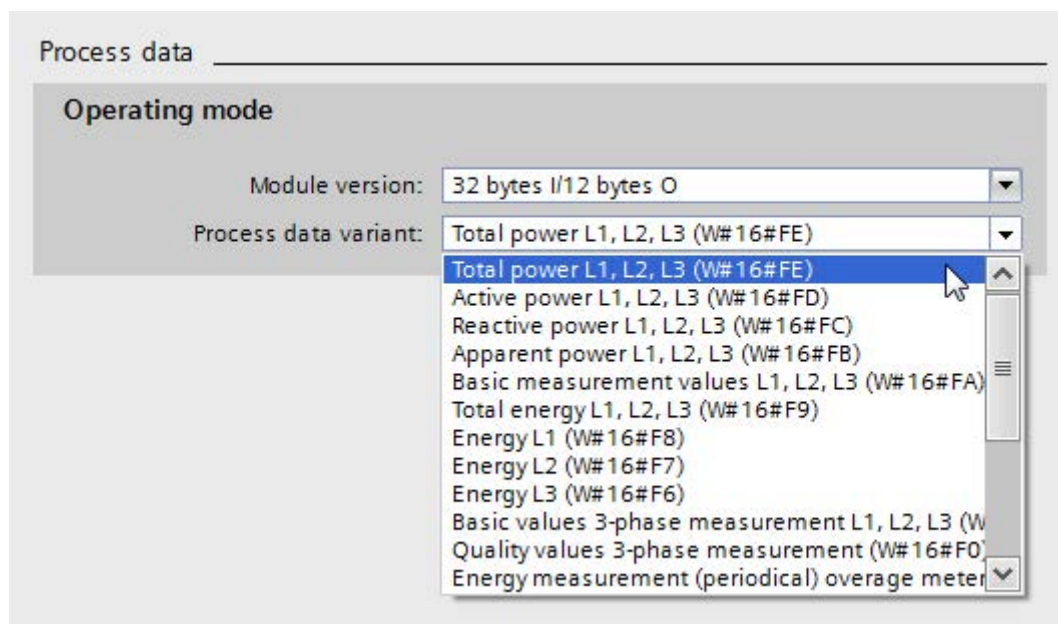 Process data
Operating mode
Module version: 32 bytes I/12 bytes O
Process data variant: Total power L1, L2, L3 (W#16#FE)
Total power L1, L2, L3 (W#16#FE)
Active power L1, L2, L3 (W#16#FD)
Reactive power L1, L2, L3 (W#16#FC)
Apparent power L1, L2, L3 (W#16#FB)
Basic measurement values L1, L2, L3 (W#16#FA)
Total energy L1, L2, L3 (W#16#F9)
Energy L1 (W#16#F8)
Energy L2 (W#16#F7)
Energy L3 (W#16#F6)
Basic values 3-phase measurement L1, L2, L3 (W
Quality values 3-phase measurement (W#16#F0)
Energy measurement (periodical) overage meter